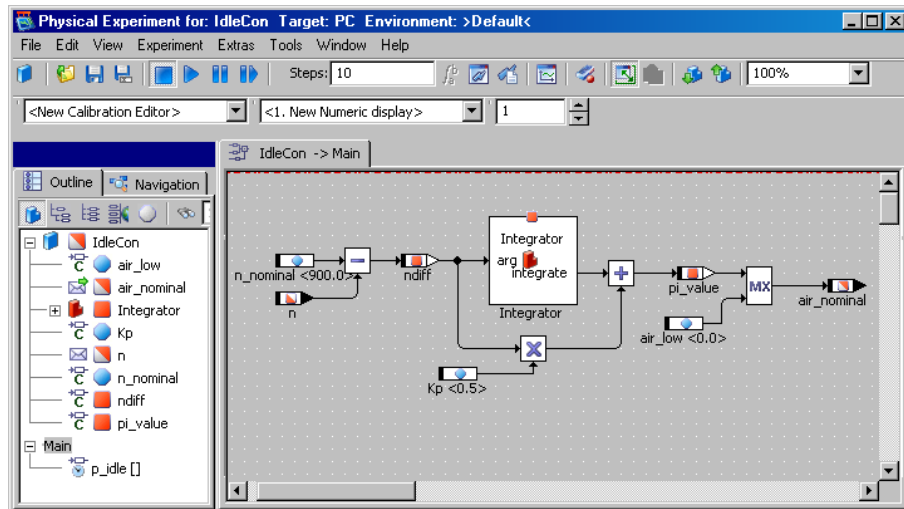 Physical Experiment for: IdleCon Target: PC Environment: >Default<
File Edit View Experiment Extras Tools Window Help
Steps: 10
100%
<New Calibration Editor>
<1. New Numeric display>
1
IdleCon -> Main
Outline
Navigation
IdleCon
air_low
air_nominal
Integrator
Kp
n
n_nominal
ndiff
pi_value
Main
p_idle []
n_nominal <900.0>
n
ndiff
Integrator
arg
integrate
Integrator
Kp <0.5>
pi_value
air_low <0.0>
MX
air_nominal